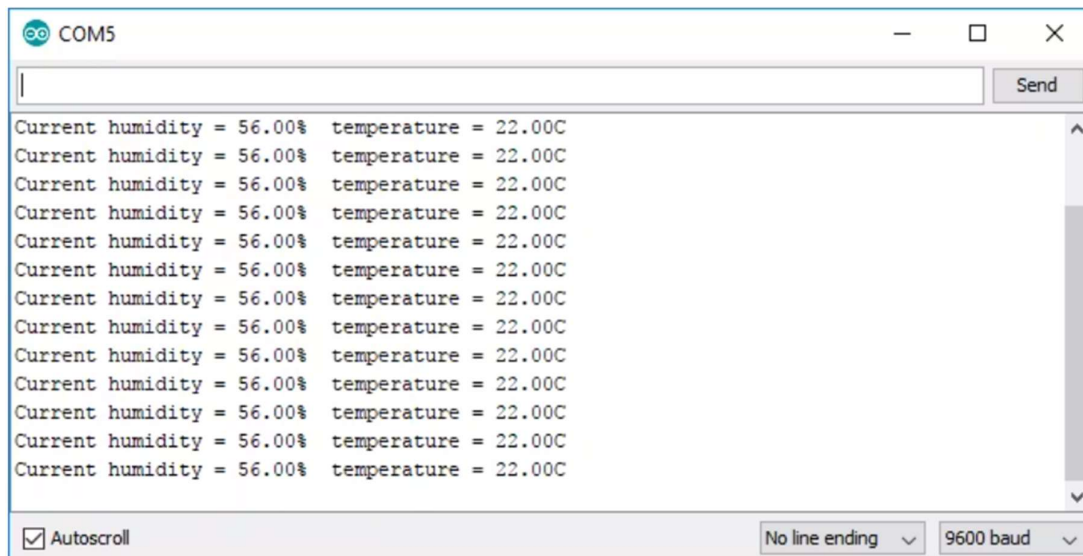 COM5
Send
Current humidity = 56.00%  temperature = 22.00C
Current humidity = 56.00%  temperature = 22.00C
Current humidity = 56.00%  temperature = 22.00C
Current humidity = 56.00%  temperature = 22.00C
Current humidity = 56.00%  temperature = 22.00C
Current humidity = 56.00%  temperature = 22.00C
Current humidity = 56.00%  temperature = 22.00C
Current humidity = 56.00%  temperature = 22.00C
Current humidity = 56.00%  temperature = 22.00C
Current humidity = 56.00%  temperature = 22.00C
Current humidity = 56.00%  temperature = 22.00C
Current humidity = 56.00%  temperature = 22.00C
Current humidity = 56.00%  temperature = 22.00C
Autoscroll No line ending 9600 baud